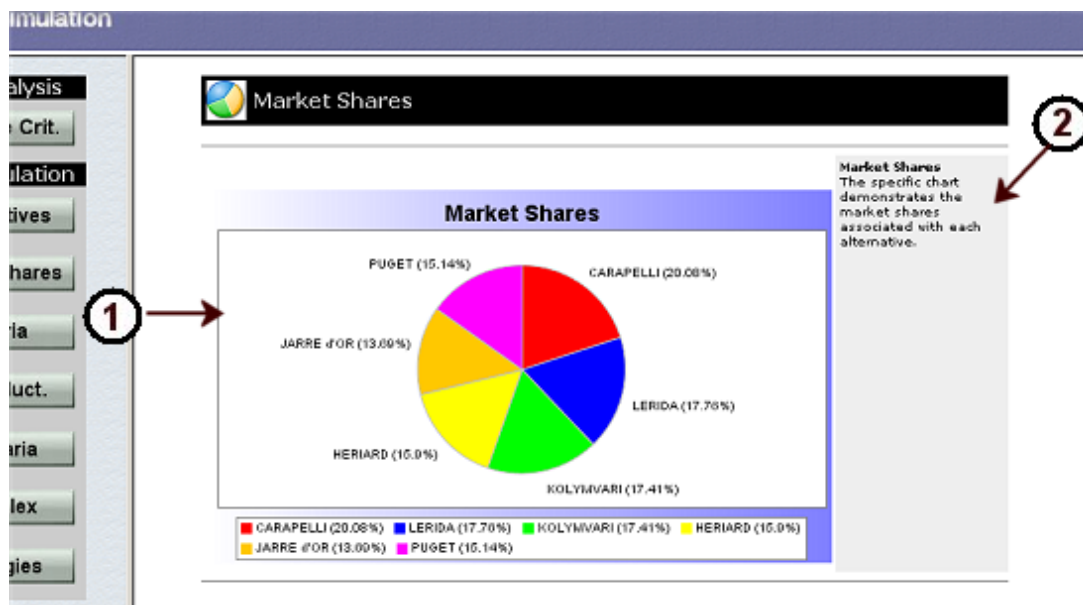 imulation
alysis
Crit.
ulation
tives
hares
ria
uct.
aria
lex
gies
Market Shares
1
2
Market Shares
The specific chart
demonstrates the
market shares
associated with each
alternative.
Market Shares
PUGET (15.14%)
CARAPELLI (20.08%)
JARRE d'OR (13.69%)
LERIDA (17.76%)
HERIARD (15.9%)
KOLYMVARI (17.41%)
CARAPELLI (20.08%) LERIDA (17.76%) KOLYMVARI (17.41%) HERIARD (15.9%)
JARRE d'OR (13.69%) PUGET (15.14%)